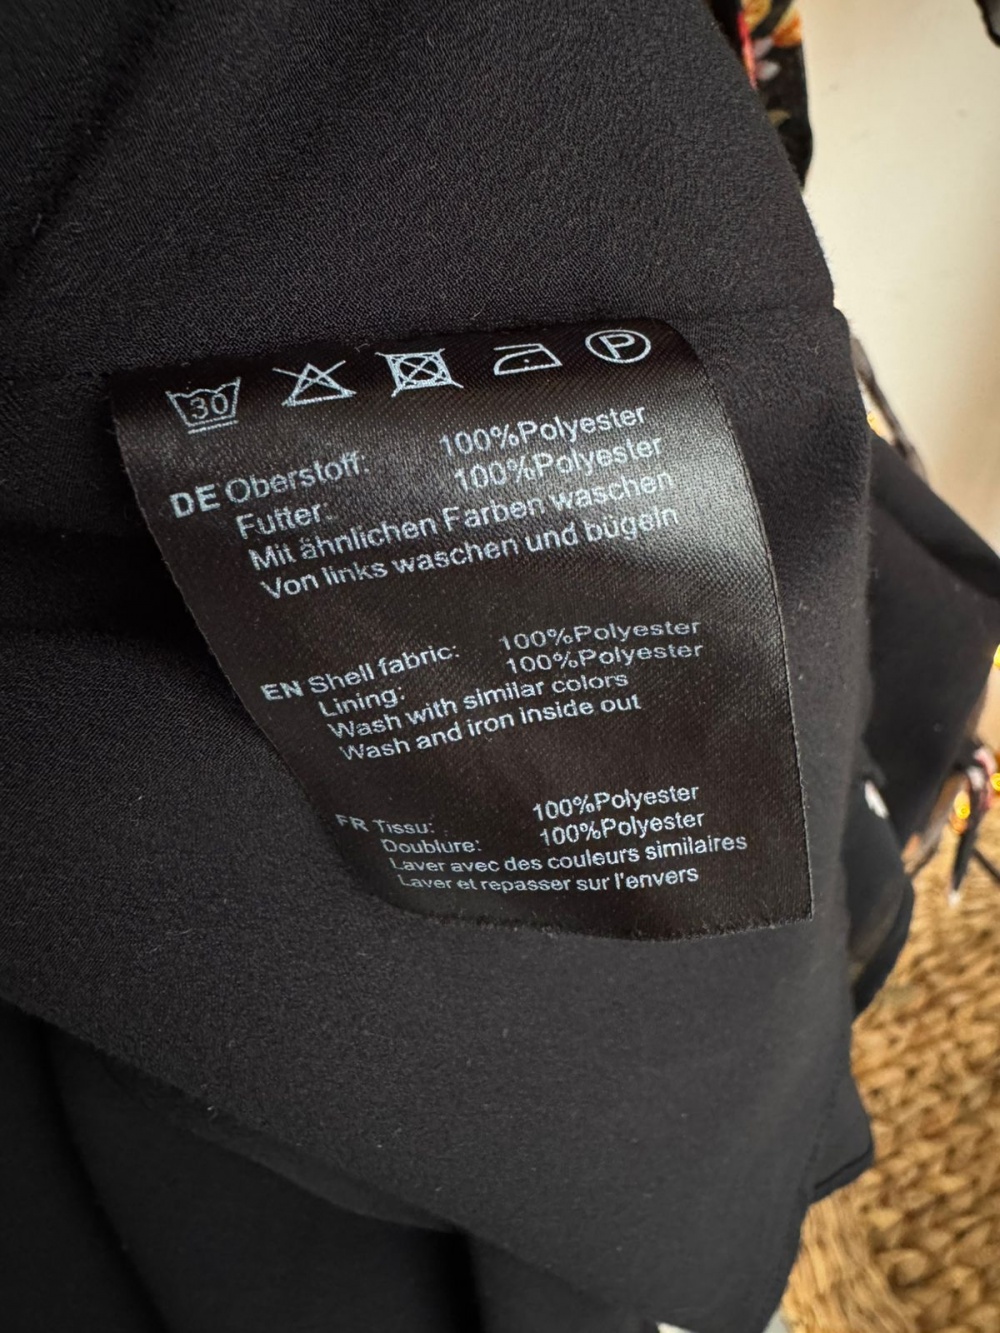 30 P
DE Oberstoff: 100%Polyester
Futter: 100%Polyester
Mit ähnlichen Farben waschen
Von links waschen und bügeln
EN Shell fabric: 100%Polyester
Lining: 100%Polyester
Wash with similar colors
Wash and iron inside out
FR Tissu: 100%Polyester
Doublure: 100%Polyester
Laver avec des couleurs similaires
Laver et repasser sur l'envers